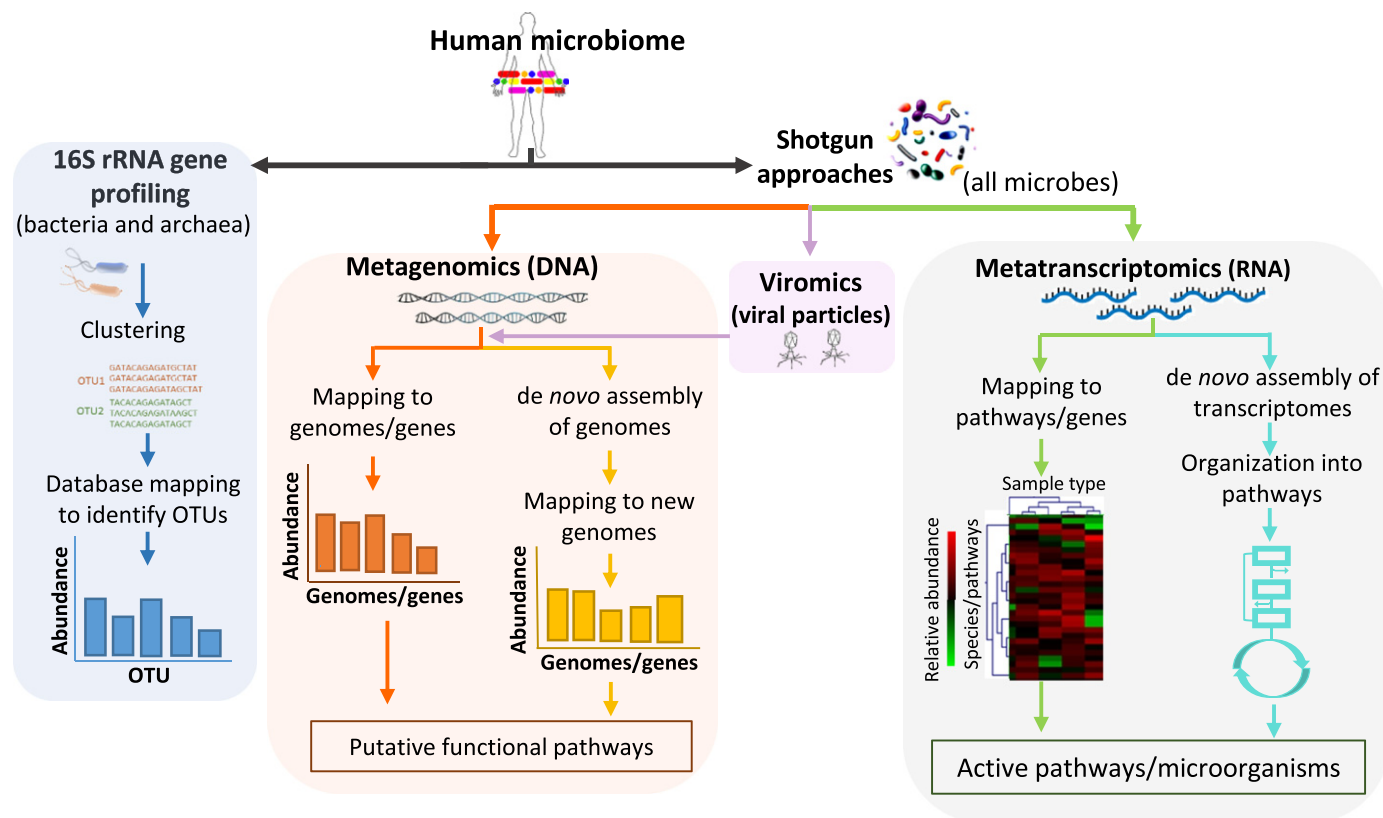 Human microbiome
16S rRNA gene
profiling
(bacteria and archaea)
Clustering
OTU1
GATACAGAGATGCTAT
GATACAGAGATGCTAT
GATACAGAGATAGCTAT
OTU2
TACACAGAGATAGCT
TACACAGAGATAAGCT
TACACAGAGATAGCT
Database mapping
to identify OTUs
Abundance
OTU
Shotgun
approaches
(all microbes)
Metagenomics (DNA)
Mapping to
genomes/genes
Abundance
Genomes/genes
de novo assembly
of genomes
Mapping to new
genomes
Abundance
Genomes/genes
Putative functional pathways
Viromics
(viral particles)
Metatranscriptomics (RNA)
Mapping to
pathways/genes
Sample type
Relative abundance
Species/pathways
de novo assembly of
transcriptomes
Organization into
pathways
Active pathways/microorganisms